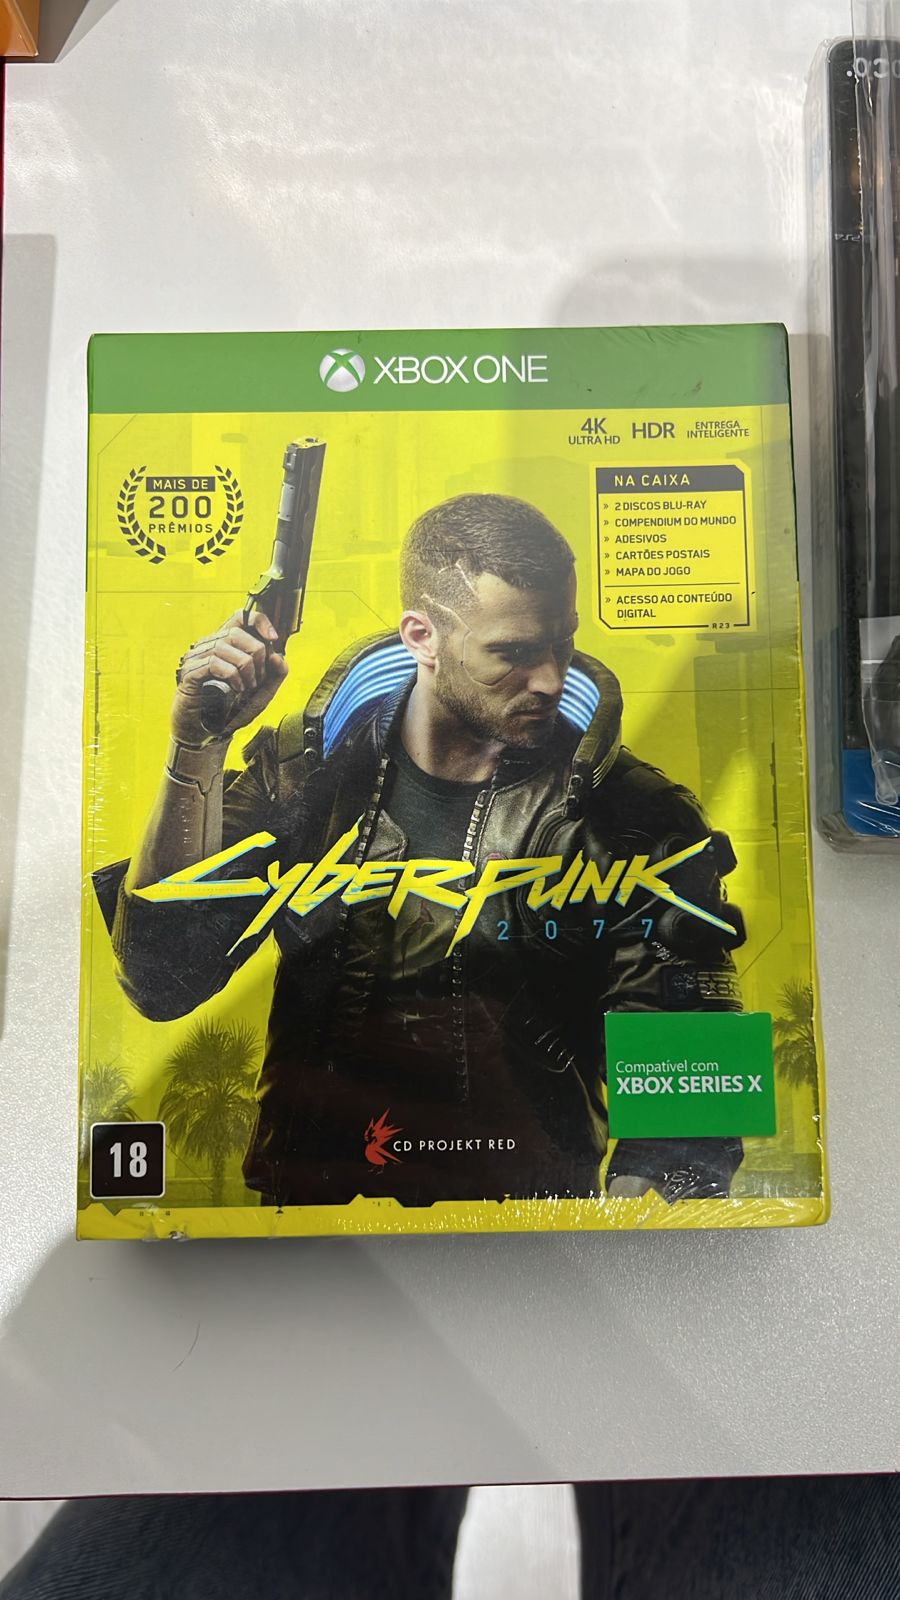 XBOX ONE
4K
ULTRA HD
HDR
ENTREGA
INTELIGENTE
MAIS DE
200
PRÊMIOS
NA CAIXA
» 2 DISCOS BLU-RAY
» COMPENDIUM DO MUNDO
» ADESIVOS
» CARTÕES POSTAIS
» MAPA DO JOGO
» ACESSO AO CONTEÚDO
DIGITAL
R23
CYBERPUNK
2077
Compatível com
XBOX SERIES X
CD PROJEKT RED
18
PS4